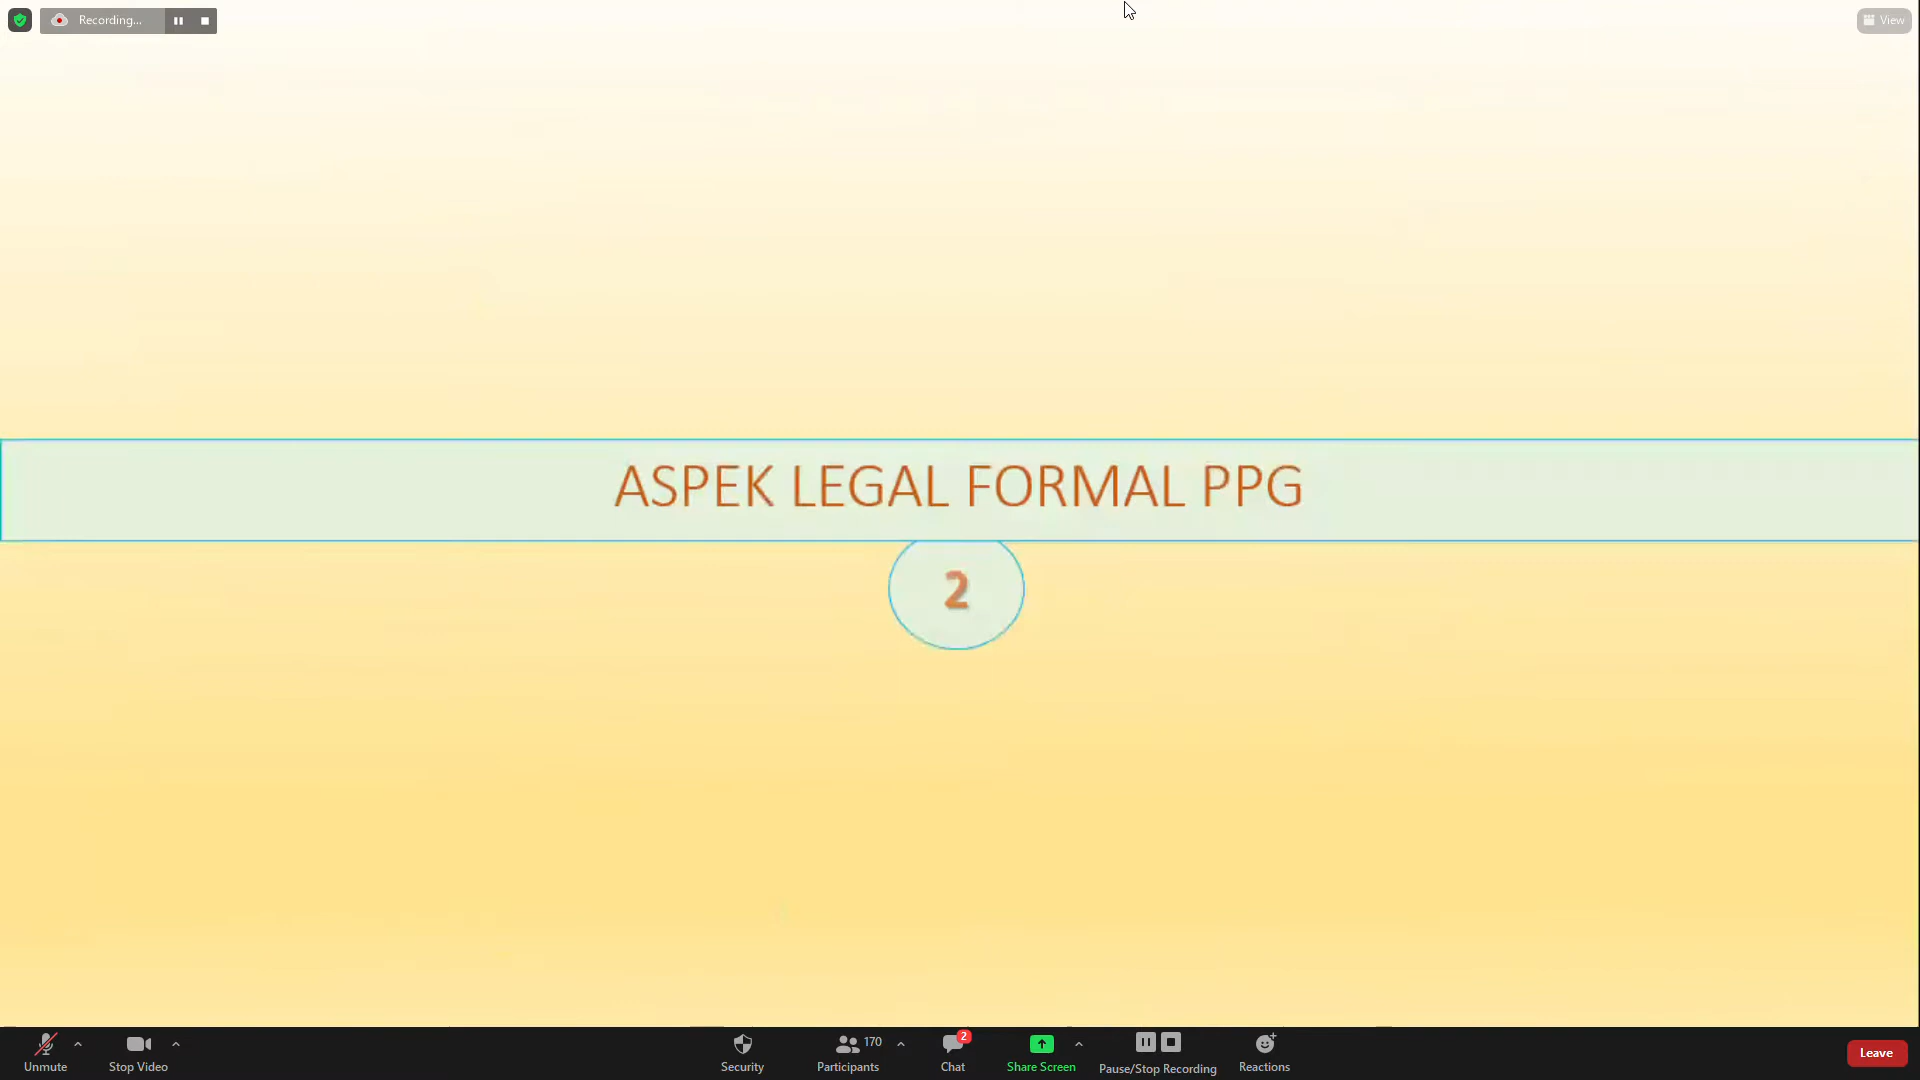 Recording...
View
ASPEK LEGAL FORMAL PPG
2
Unmute
Stop Video
Security
Participants 170
Chat 2
Share Screen
Pause/Stop Recording
Reactions
Leave